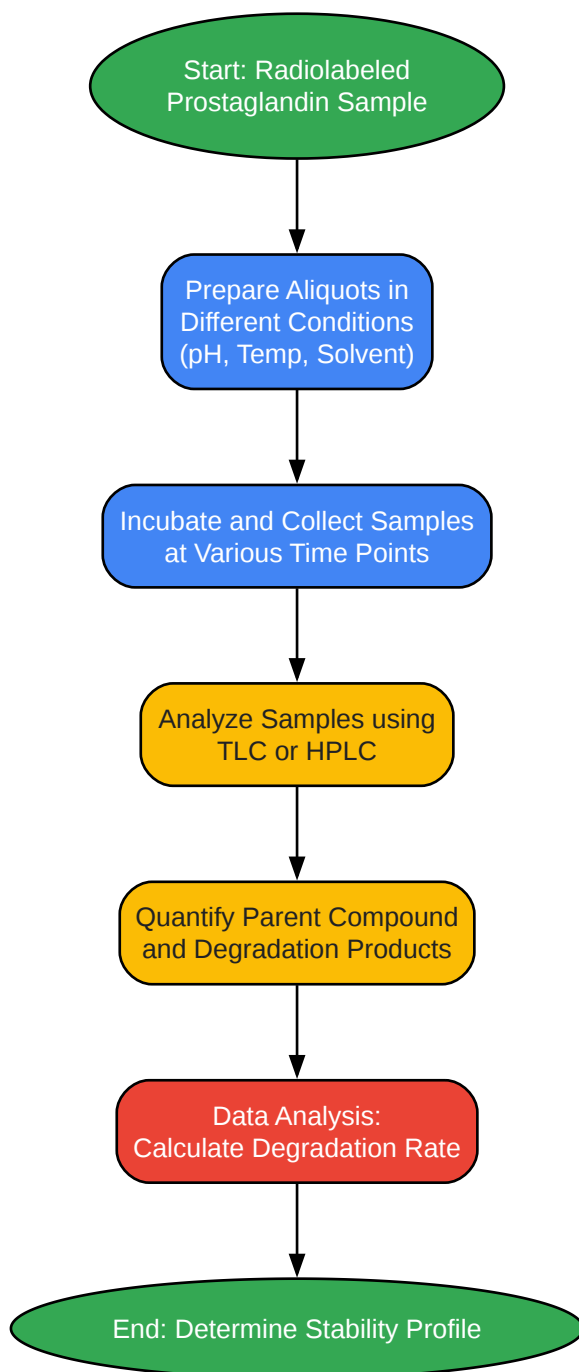 Start: Radiolabeled
Prostaglandin Sample
Prepare Aliquots in
Different Conditions
(pH, Temp, Solvent)
Incubate and Collect Samples
at Various Time Points
Analyze Samples using
TLC or HPLC
Quantify Parent Compound
and Degradation Products
Data Analysis:
Calculate Degradation Rate
End: Determine Stability Profile